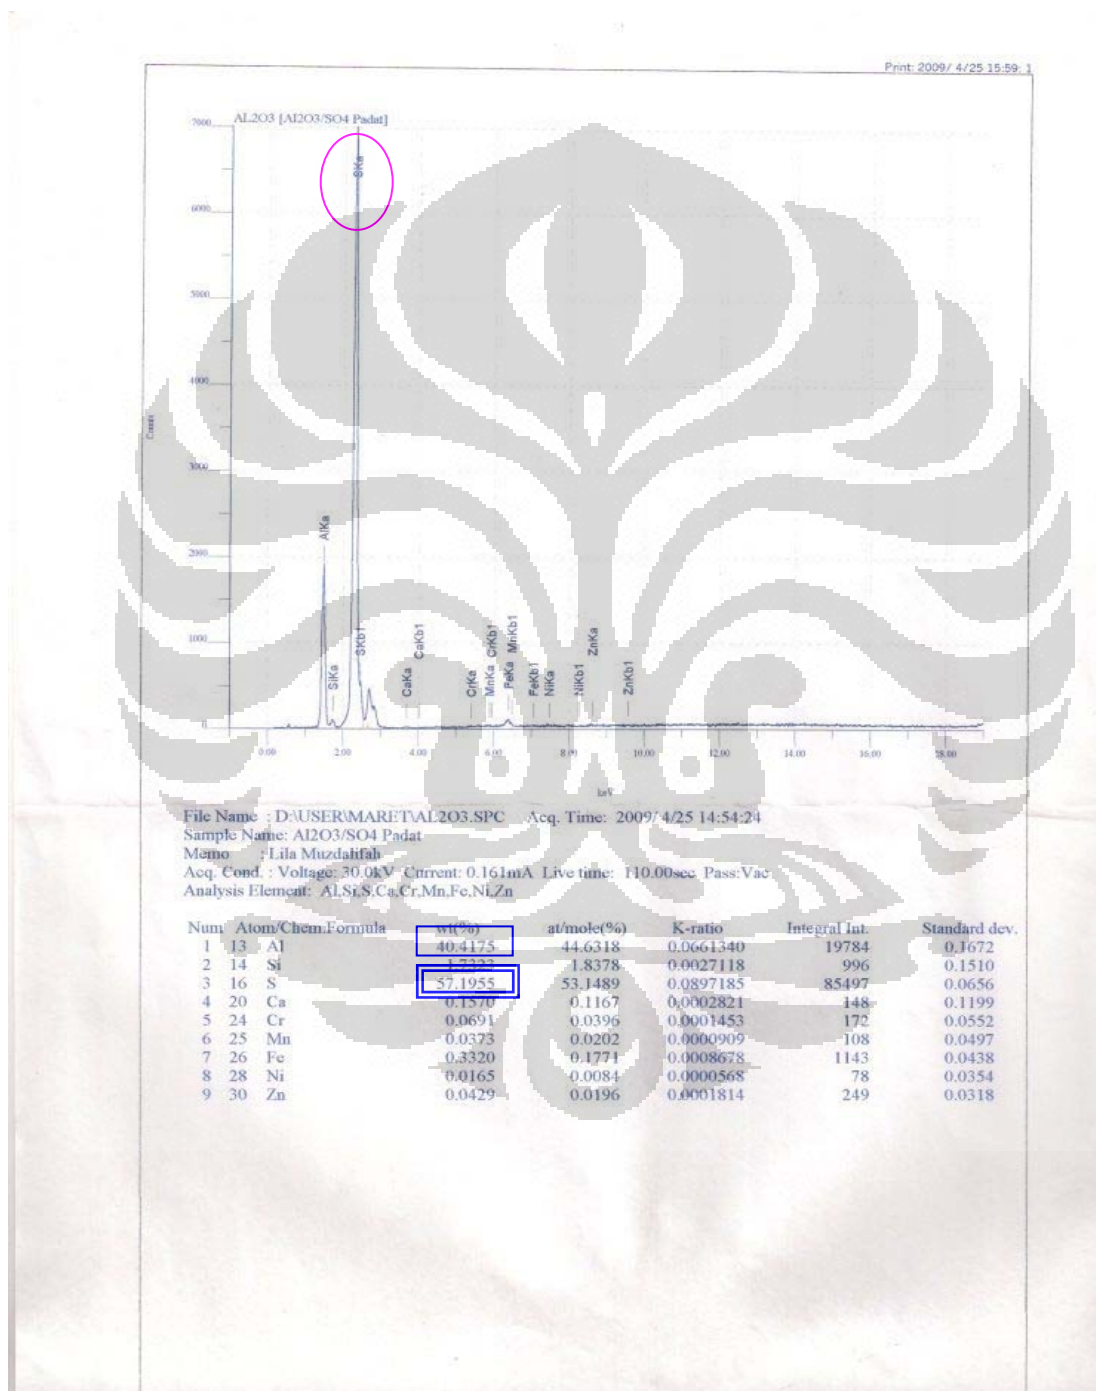 Print: 2009/ 4/25 15:59: 1
AL2O3 [Al2O3/SO4 Padat]
7000
6000
5000
4000
3000
2000
1000
0
Counts
SKa
AlKa
SKb1
SiKa
CaKa
CaKb1
CrKa
MnKa
CrKb1
FeKa
MnKb1
FeKb1
NiKa
NiKb1
ZnKa
ZnKb1
0.00 2.00 4.00 6.00 8.00 10.00 12.00 14.00 16.00 18.00
keV
File Name : D:\USER\MARET\AL2O3.SPC Acq. Time: 2009/ 4/25 14:54:24
Sample Name: Al2O3/SO4 Padat
Memo : Lila Muzdalifah
Acq. Cond. : Voltage: 30.0kV Current: 0.161mA Live time: 110.00sec Pass:Vac
Analysis Element: Al,Si,S,Ca,Cr,Mn,Fe,Ni,Zn
Num Atom/Chem.Formula wt(%) at/mole(%) K-ratio Integral Int. Standard dev.
1 13 Al 40.4175 44.6318 0.0661340 19784 0.1672
2 14 Si 1.7323 1.8378 0.0027118 996 0.1510
3 16 S 57.1955 53.1489 0.0897185 85497 0.0656
4 20 Ca 0.1570 0.1167 0.0002821 148 0.1199
5 24 Cr 0.0691 0.0396 0.0001453 172 0.0552
6 25 Mn 0.0373 0.0202 0.0000909 108 0.0497
7 26 Fe 0.3320 0.1771 0.0008678 1143 0.0438
8 28 Ni 0.0165 0.0084 0.0000568 78 0.0354
9 30 Zn 0.0429 0.0196 0.0001814 249 0.0318